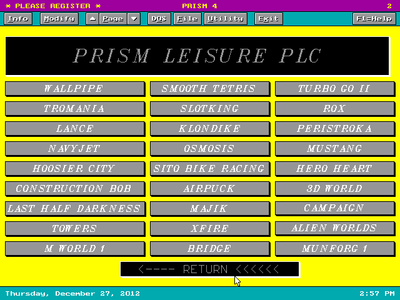 * PLEASE REGISTER * PRISM 4 2
Info Modify Page DOS File Utility Exit F1=Help
PRISM LEISURE PLC
WALLPIPE SMOOTH TETRIS TURBO GO II
TROMANIA SLOTKING ROX
LANCE KLONDIKE PERISTROKA
NAVYJET OSMOSIS MUSTANG
HOOSIER CITY SITO BIKE RACING HERO HEART
CONSTRUCTION BOB AIRPUCK 3D WORLD
LAST HALF DARKNESS MAJIK CAMPAIGN
TOWERS XFIRE ALIEN WORLDS
M WORLD 1 BRIDGE MUNFORG 1
<---- RETURN <<<<<<
Thursday, December 27, 2012 2:57 PM